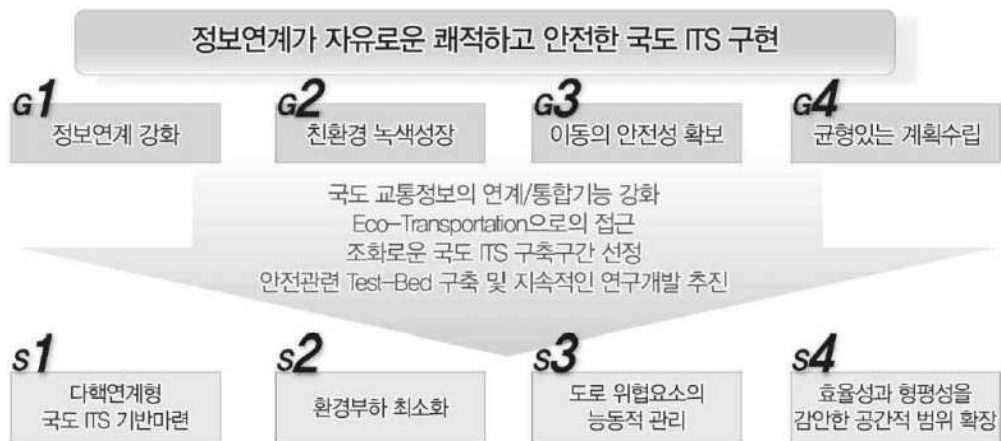 정보연계가 자유로운 쾌적하고 안전한 국도 ITS 구현
G1
정보연계 강화
G2
친환경 녹색성장
G3
이동의 안전성 확보
G4
균형있는 계획수립
국도 교통정보의 연계/통합기능 강화
Eco-Transportation으로의 접근
조화로운 국도 ITS 구축구간 선정
안전관련 Test-Bed 구축 및 지속적인 연구개발 추진
S1
다핵연계형
국도 ITS 기반마련
S2
환경부하 최소화
S3
도로 위협요소의
능동적 관리
S4
효율성과 형평성을
감안한 공간적 범위 확장